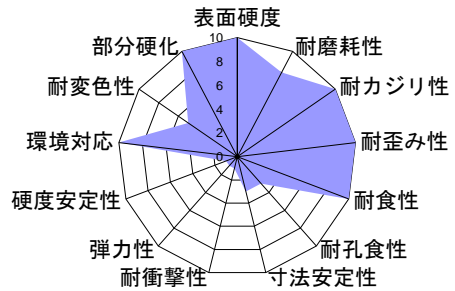 表面硬度
耐磨耗性
耐カジリ性
耐歪み性
耐食性
耐孔食性
寸法安定性
耐衝撃性
弾力性
硬度安定性
環境対応
耐変色性
部分硬化
10
8
6
4
2
0